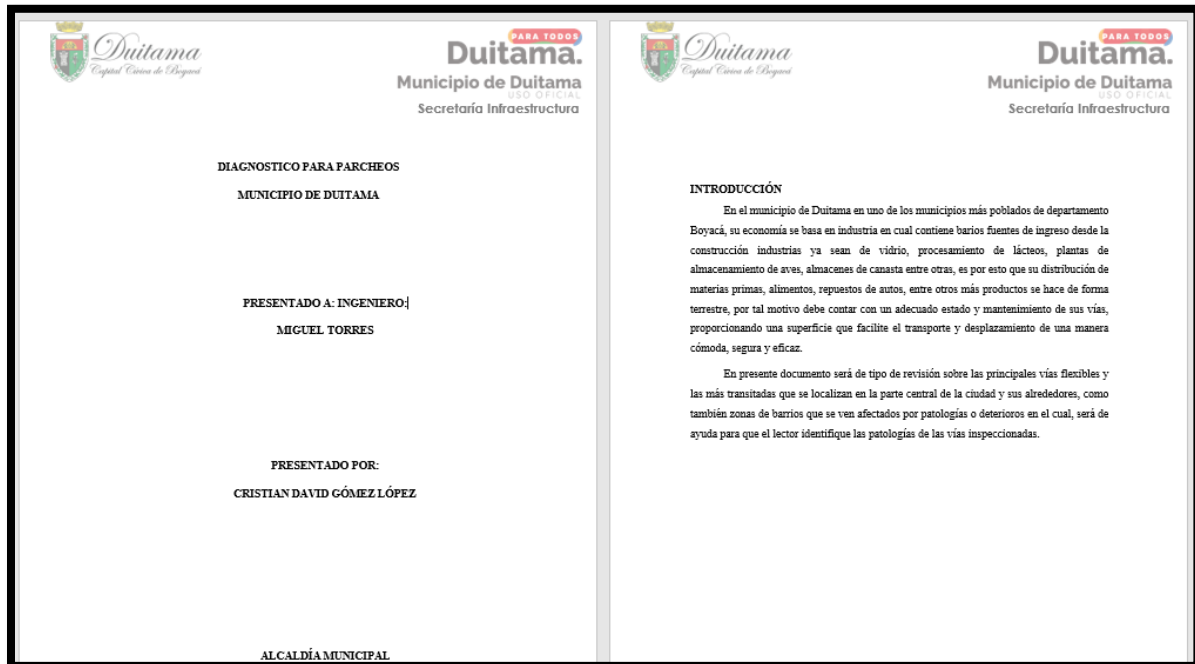 Duitama
Capital Cívica de Boyacá
PARA TODOS
Duitama.
Municipio de Duitama
USO OFICIAL
Secretaría Infraestructura
DIAGNOSTICO PARA PARCHEOS
MUNICIPIO DE DUITAMA
PRESENTADO A: INGENIERO:
MIGUEL TORRES
PRESENTADO POR:
CRISTIAN DAVID GÓMEZ LÓPEZ
ALCALDÍA MUNICIPAL
Duitama
Capital Cívica de Boyacá
PARA TODOS
Duitama.
Municipio de Duitama
USO OFICIAL
Secretaría Infraestructura
INTRODUCCIÓN
En el municipio de Duitama en uno de los municipios más poblados de departamento
Boyacá, su economía se basa en industria en cual contiene barios fuentes de ingreso desde la
construcción industrias ya sean de vidrio, procesamiento de lácteos, plantas de
almacenamiento de aves, almacenes de canasta entre otras, es por esto que su distribución de
materias primas, alimentos, repuestos de autos, entre otros más productos se hace de forma
terrestre, por tal motivo debe contar con un adecuado estado y mantenimiento de sus vías,
proporcionando una superficie que facilite el transporte y desplazamiento de una manera
cómoda, segura y eficaz.
En presente documento será de tipo de revisión sobre las principales vías flexibles y
las más transitadas que se localizan en la parte central de la ciudad y sus alrededores, como
también zonas de barrios que se ven afectados por patologías o deterioros en el cual, será de
ayuda para que el lector identifique las patologías de las vías inspeccionadas.